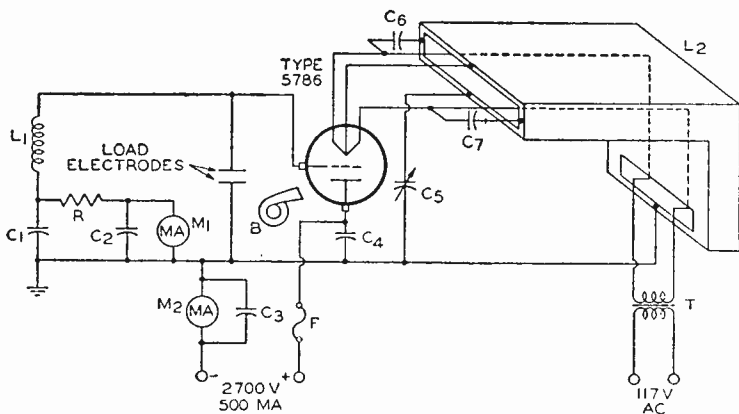 C6
L2
TYPE
5786
C7
L1
LOAD
ELECTRODES
C5
B
C4
R
C1
C2
MA
M1
M2
MA
C3
F
T
-
2700 V
500 MA
+
117 V
AC